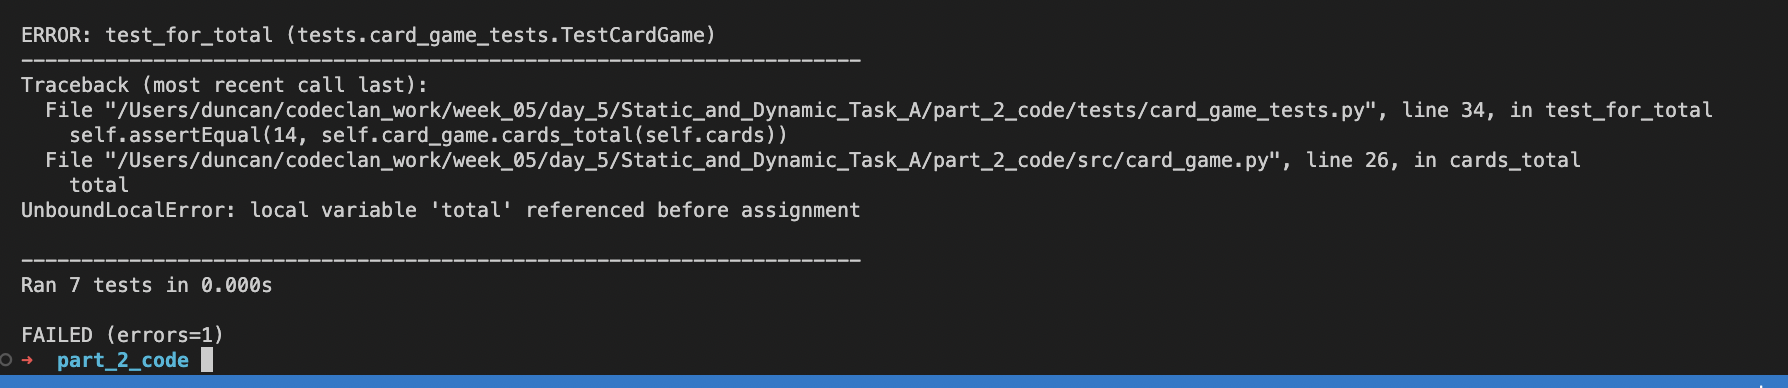 ERROR: test_for_total (tests.card_game_tests.TestCardGame)
----------------------------------------------------------------------
Traceback (most recent call last):
  File "/Users/duncan/codeclan_work/week_05/day_5/Static_and_Dynamic_Task_A/part_2_code/tests/card_game_tests.py", line 34, in test_for_total
    self.assertEqual(14, self.card_game.cards_total(self.cards))
  File "/Users/duncan/codeclan_work/week_05/day_5/Static_and_Dynamic_Task_A/part_2_code/src/card_game.py", line 26, in cards_total
    total
UnboundLocalError: local variable 'total' referenced before assignment
----------------------------------------------------------------------
Ran 7 tests in 0.000s
FAILED (errors=1)
→ part_2_code